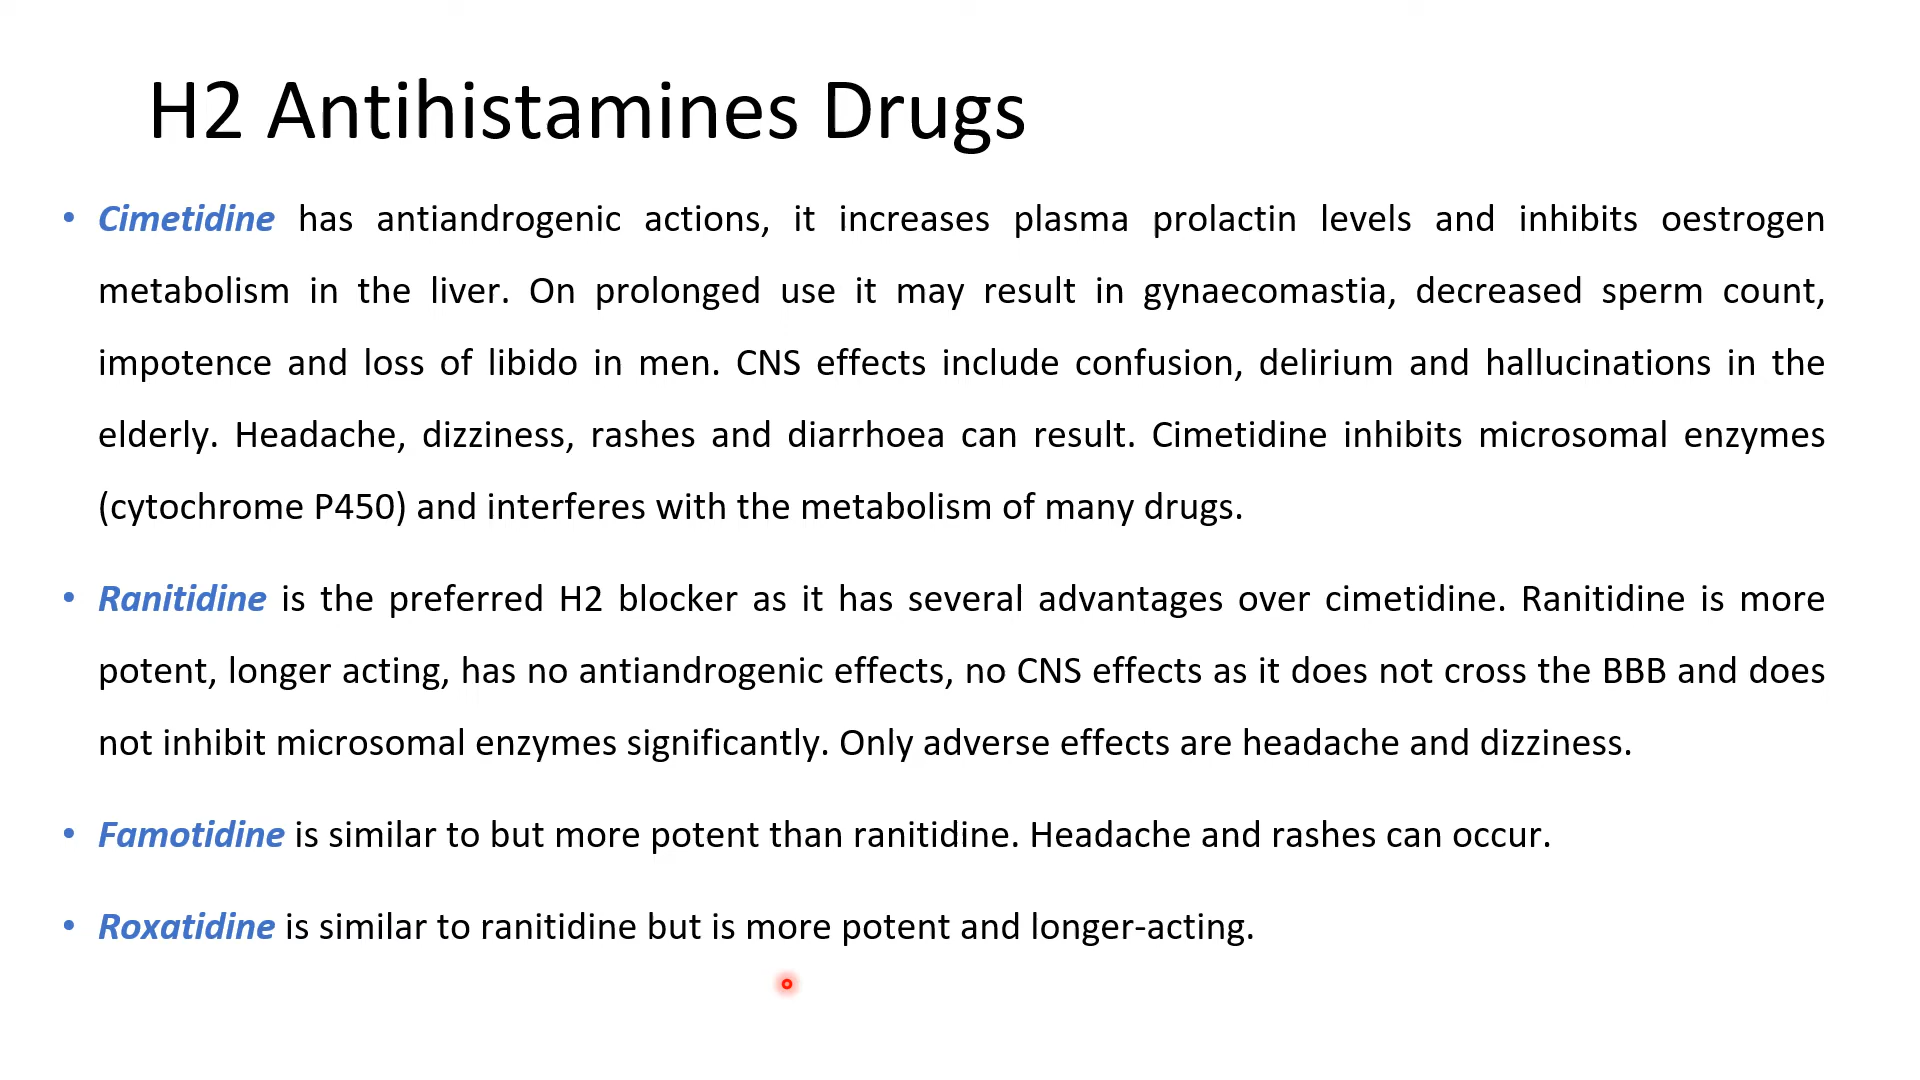 H2 Antihistamines Drugs
• Cimetidine has antiandrogenic actions, it increases plasma prolactin levels and inhibits oestrogen
metabolism in the liver. On prolonged use it may result in gynaecomastia, decreased sperm count,
impotence and loss of libido in men. CNS effects include confusion, delirium and hallucinations in the
elderly. Headache, dizziness, rashes and diarrhoea can result. Cimetidine inhibits microsomal enzymes
(cytochrome P450) and interferes with the metabolism of many drugs.
• Ranitidine is the preferred H2 blocker as it has several advantages over cimetidine. Ranitidine is more
potent, longer acting, has no antiandrogenic effects, no CNS effects as it does not cross the BBB and does
not inhibit microsomal enzymes significantly. Only adverse effects are headache and dizziness.
• Famotidine is similar to but more potent than ranitidine. Headache and rashes can occur.
• Roxatidine is similar to ranitidine but is more potent and longer-acting.